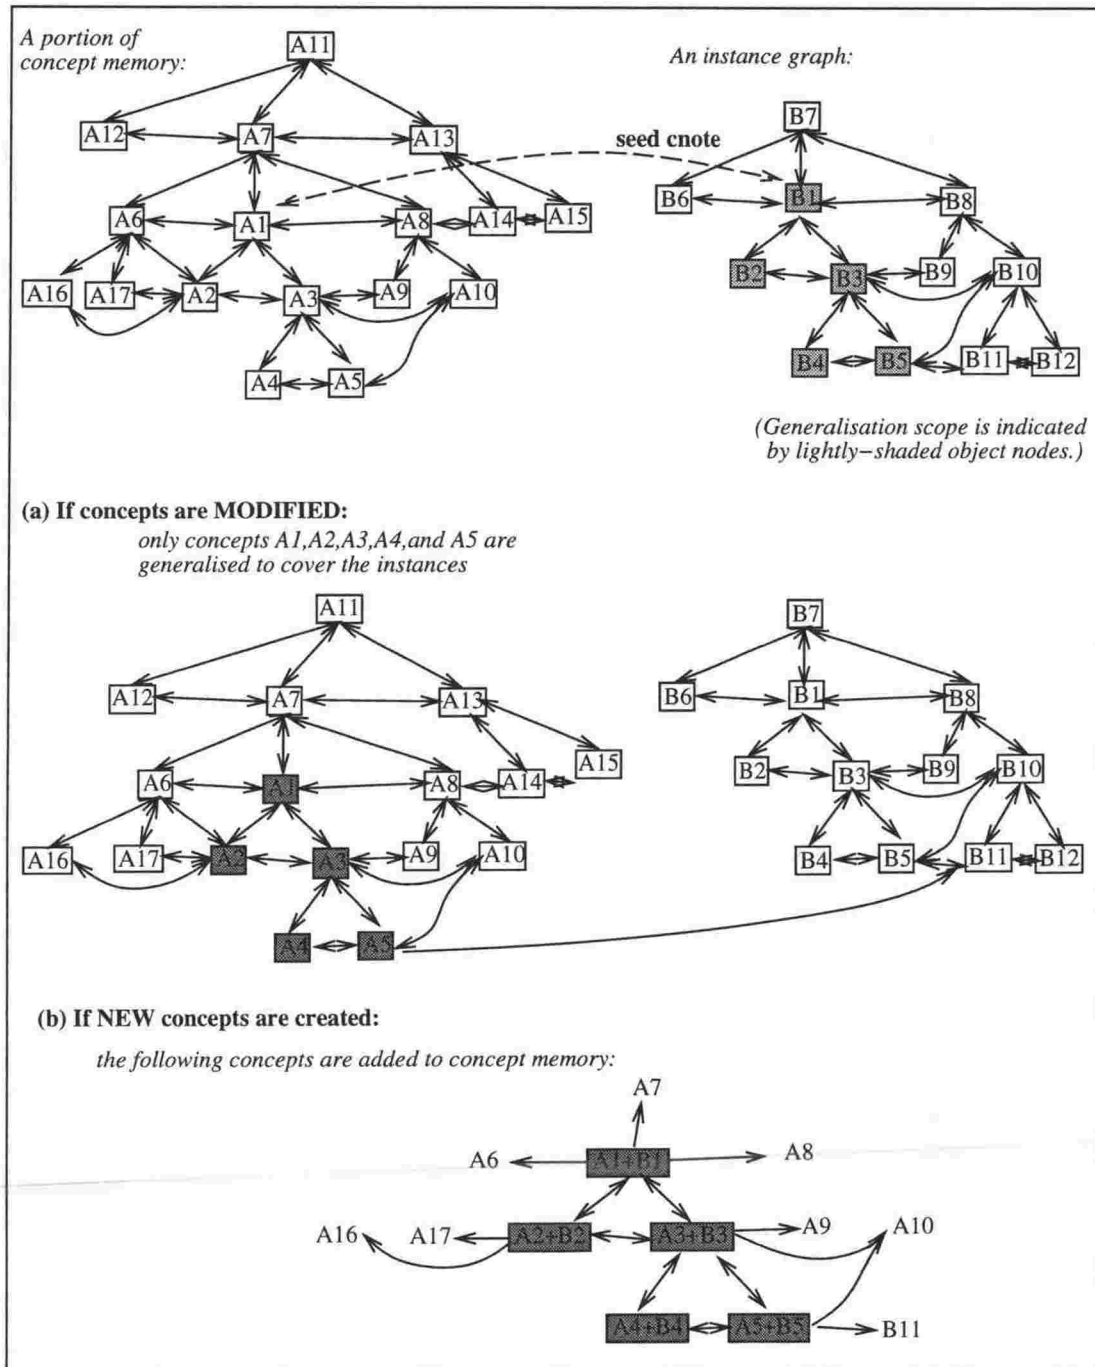 A portion of
concept memory:
A11
An instance graph:
A12
A7
A13
seed cnote
B7
A6
A1
A8
A14
A15
B6
B1
B8
A16
A17
A2
A3
A9
A10
B2
B3
B9
B10
A4
A5
B4
B5
B11
B12
(Generalisation scope is indicated
by lightly–shaded object nodes.)
(a) If concepts are MODIFIED:
only concepts A1,A2,A3,A4,and A5 are
generalised to cover the instances
A11
B7
A12
A7
A13
B6
B1
B8
A6
A1
A8
A14
A15
B2
B3
B9
B10
A16
A17
A2
A3
A9
A10
B4
B5
B11
B12
A4
A5
(b) If NEW concepts are created:
the following concepts are added to concept memory:
A7
A6
A1+B1
A8
A16
A17
A2+B2
A3+B3
A9
A10
A4+B4
A5+B5
B11